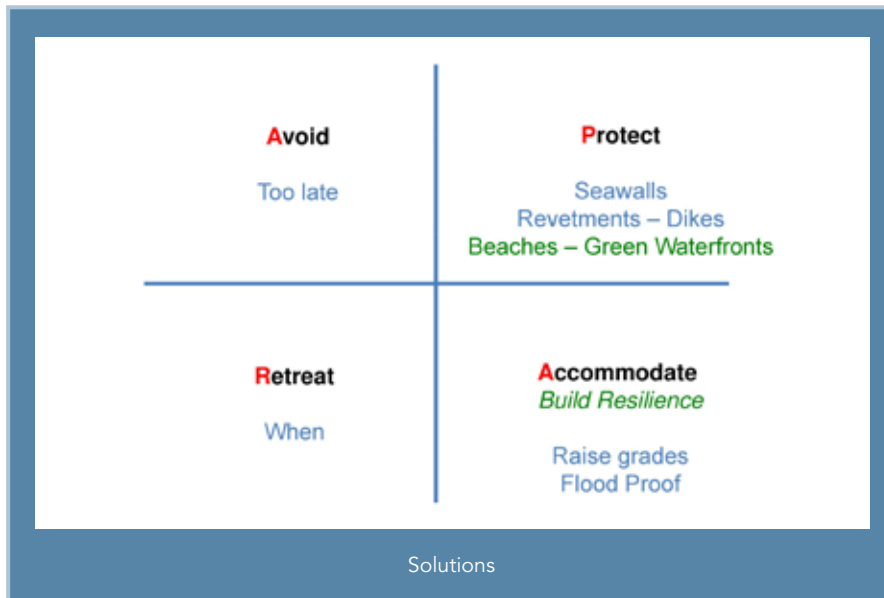 Avoid
Too late
Protect
Seawalls
Revetments – Dikes
Beaches – Green Waterfronts
Retreat
When
Accommodate
Build Resilience
Raise grades
Flood Proof
Solutions